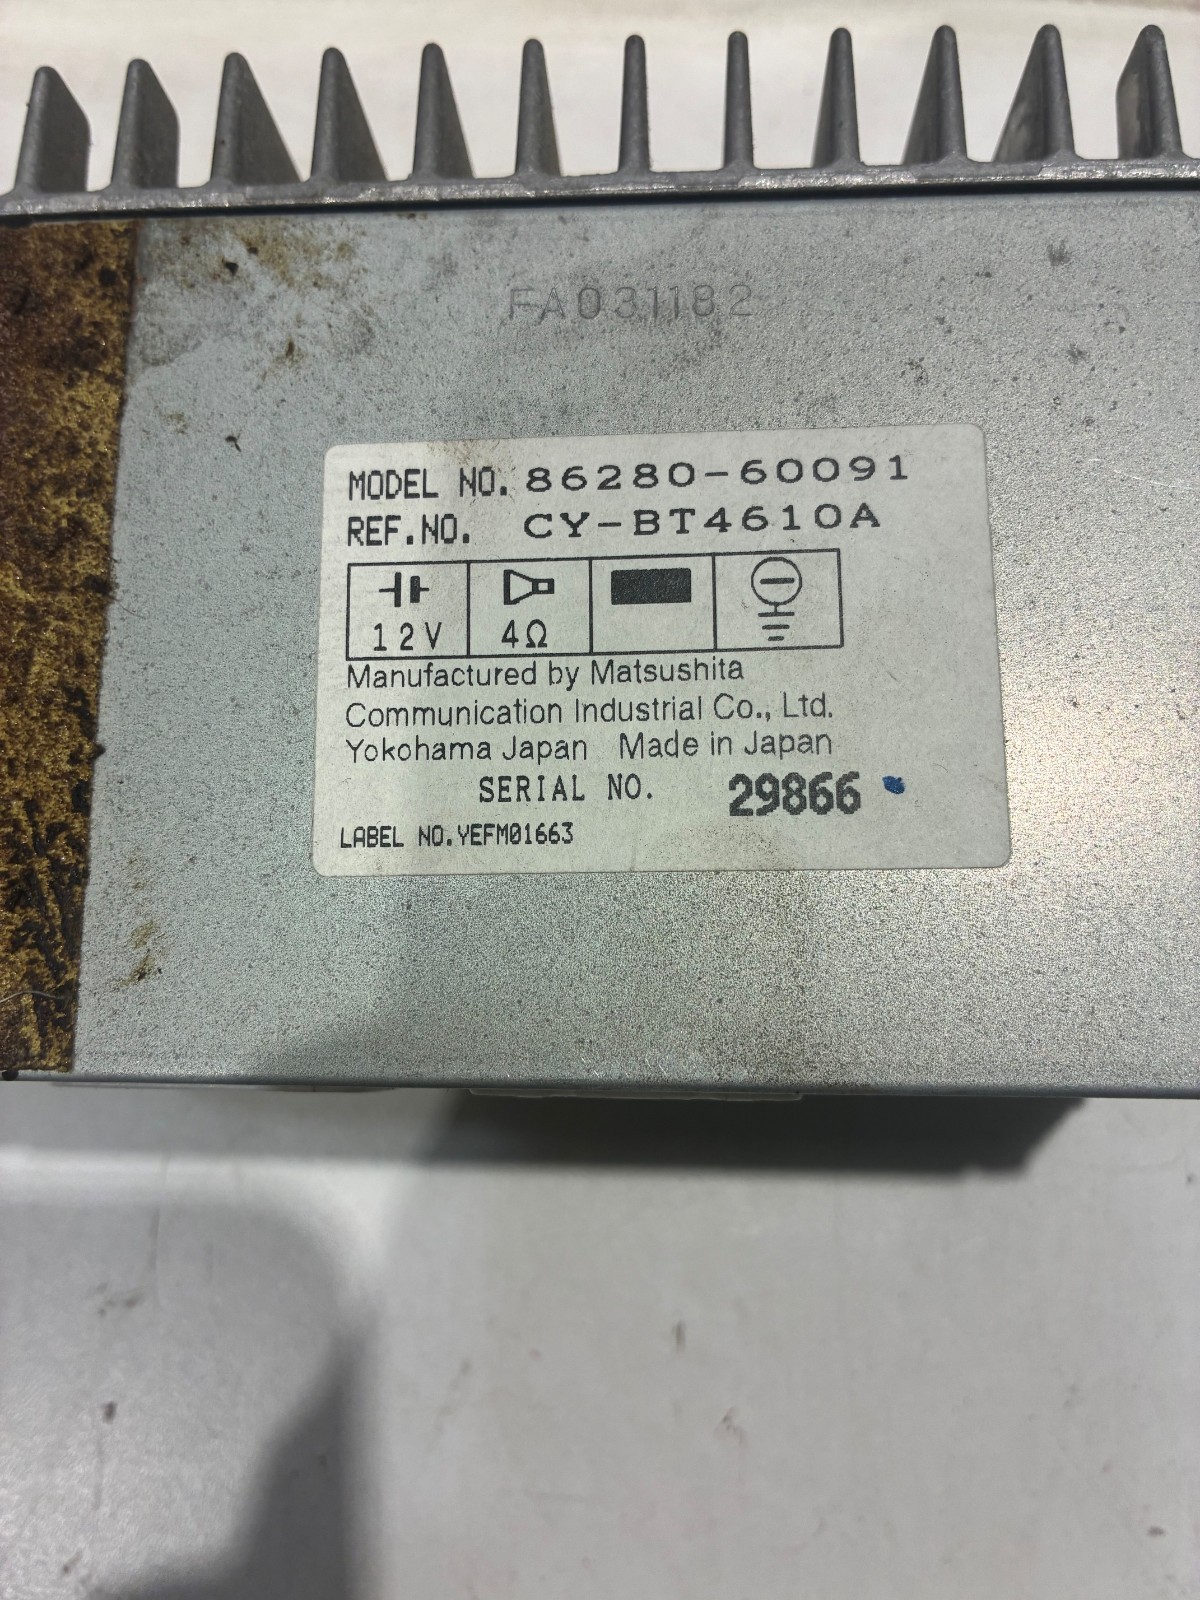 FA031182
MODEL NO. 86280-60091
REF.NO. CY-BT4610A
12V 4Ω
Manufactured by Matsushita
Communication Industrial Co., Ltd.
Yokohama Japan Made in Japan
SERIAL NO. 29866
LABEL NO.YEFM01663